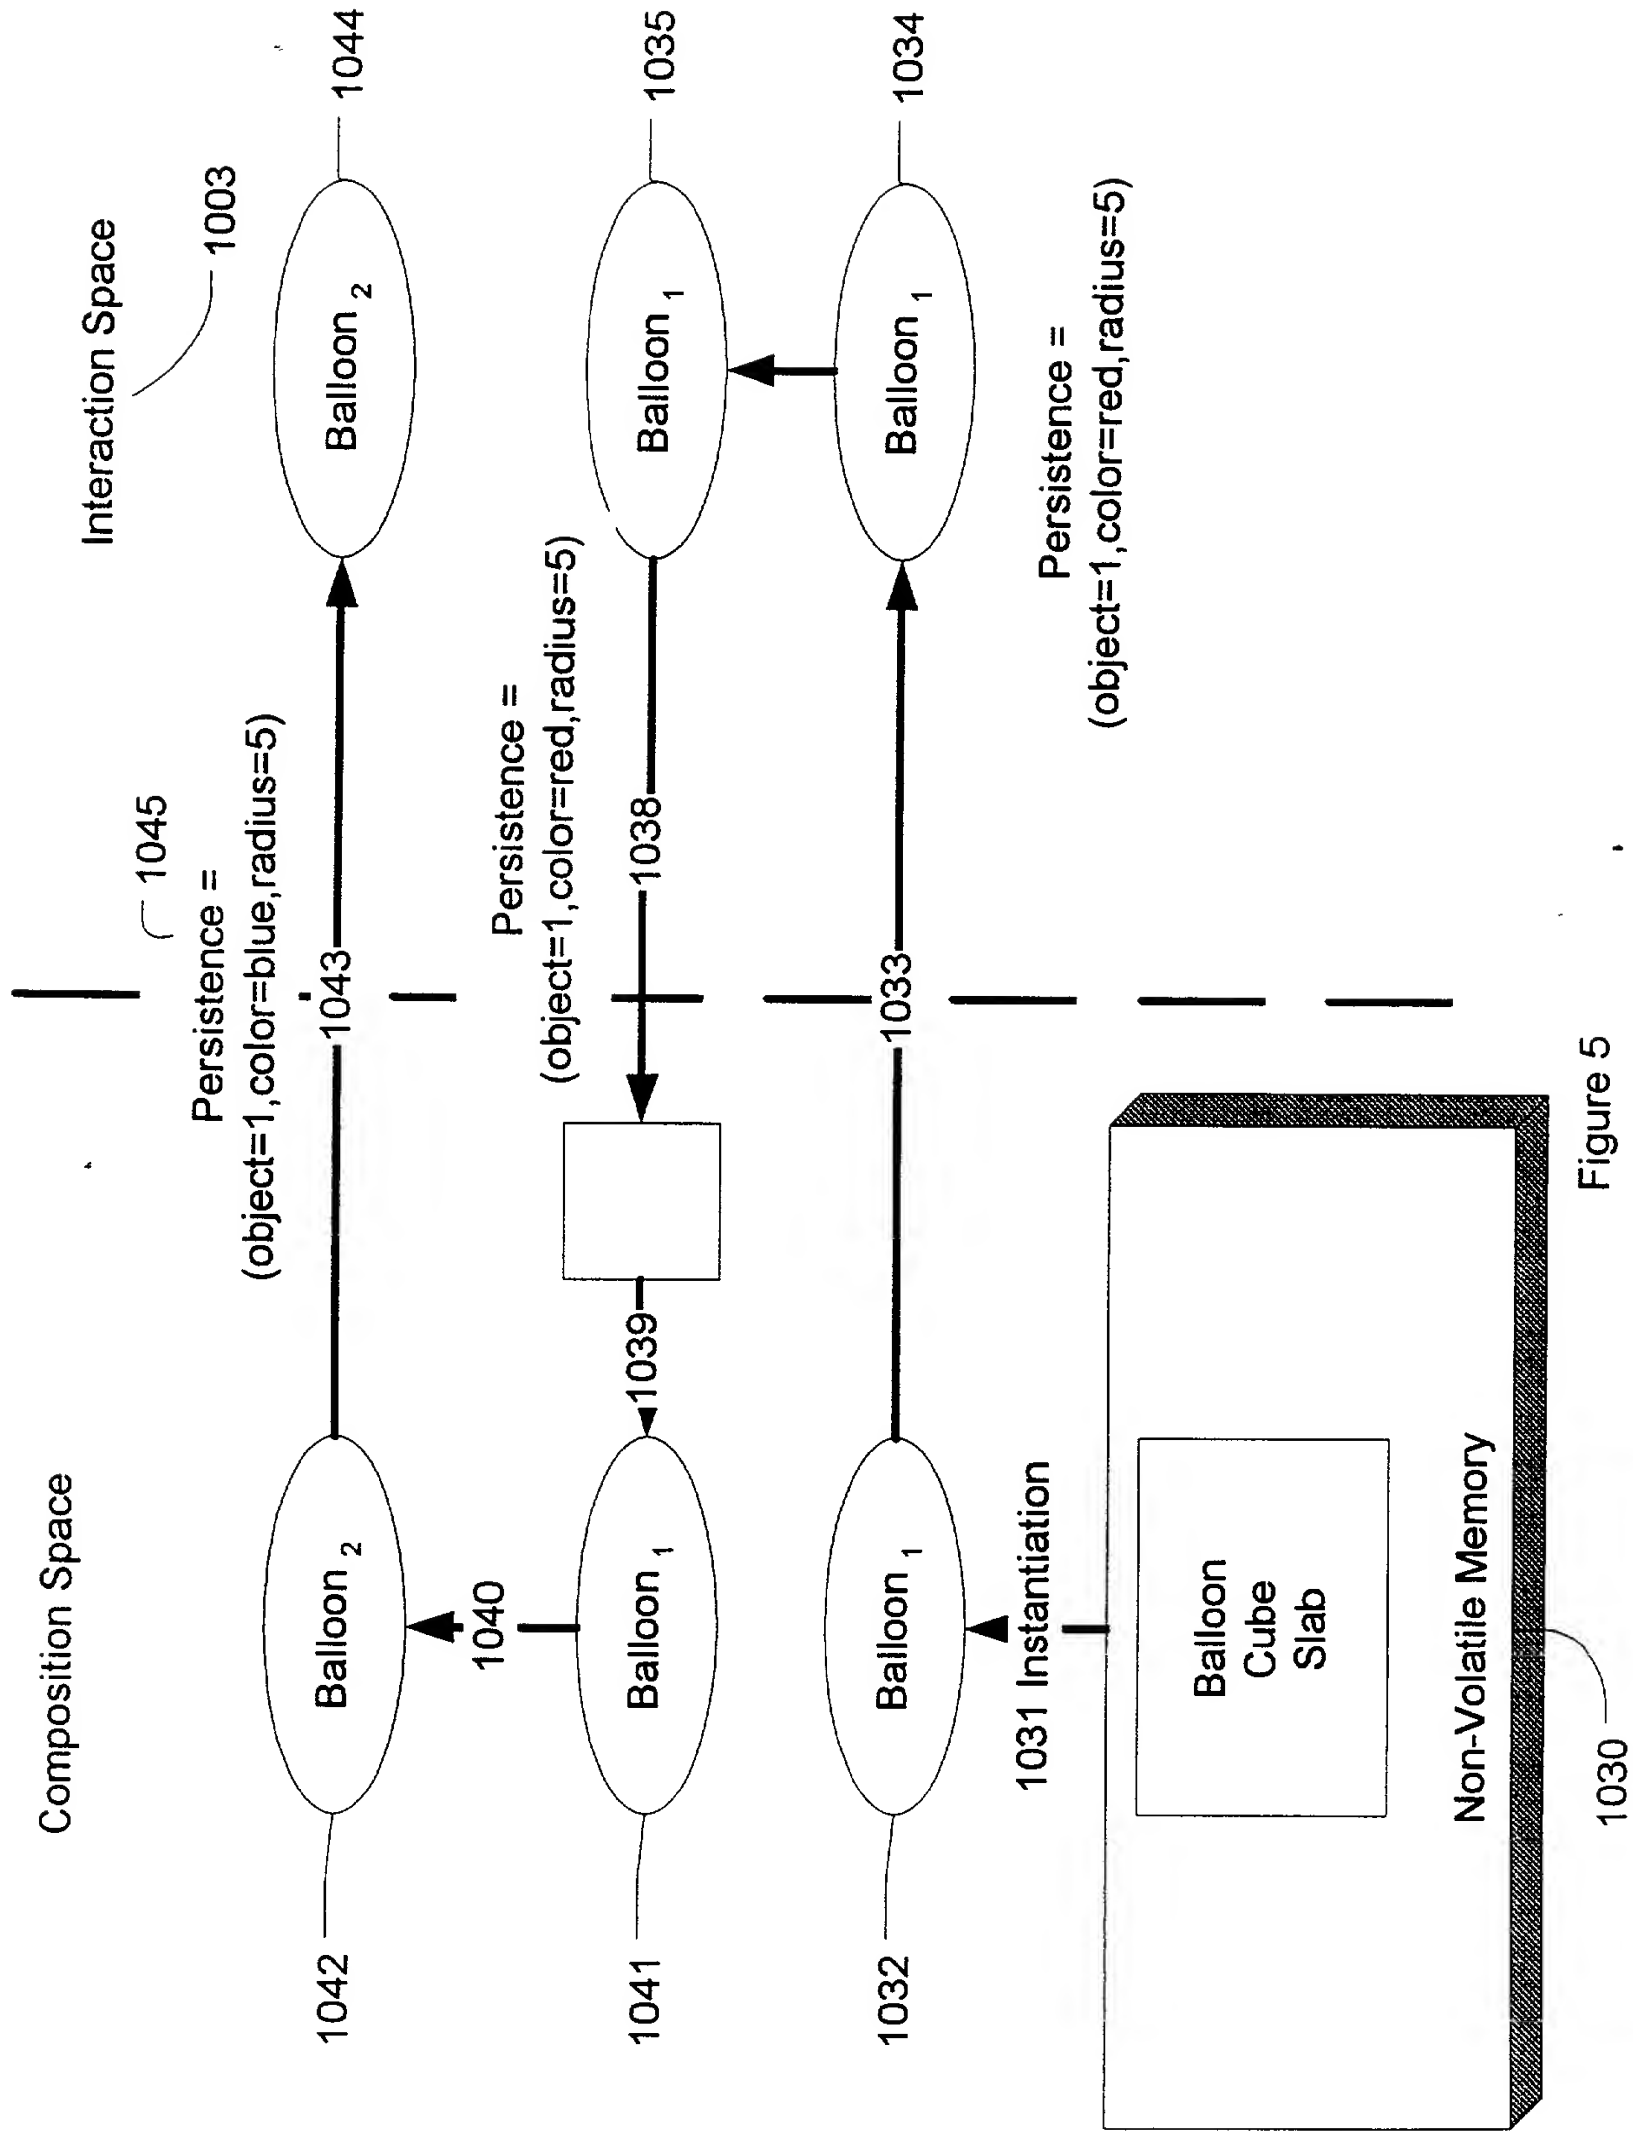 Composition Space
Interaction Space
1003
1045
Persistence =
(object=1,color=blue,radius=5)
1042
Balloon 2
1043
Balloon 2
1044
1040
Persistence =
(object=1,color=red,radius=5)
1041
Balloon 1
1039
1038
Balloon 1
1035
1032
Balloon 1
1033
Balloon 1
1034
1031 Instantiation
Persistence =
(object=1,color=red,radius=5)
Balloon
Cube
Slab
Non-Volatile Memory
1030
Figure 5